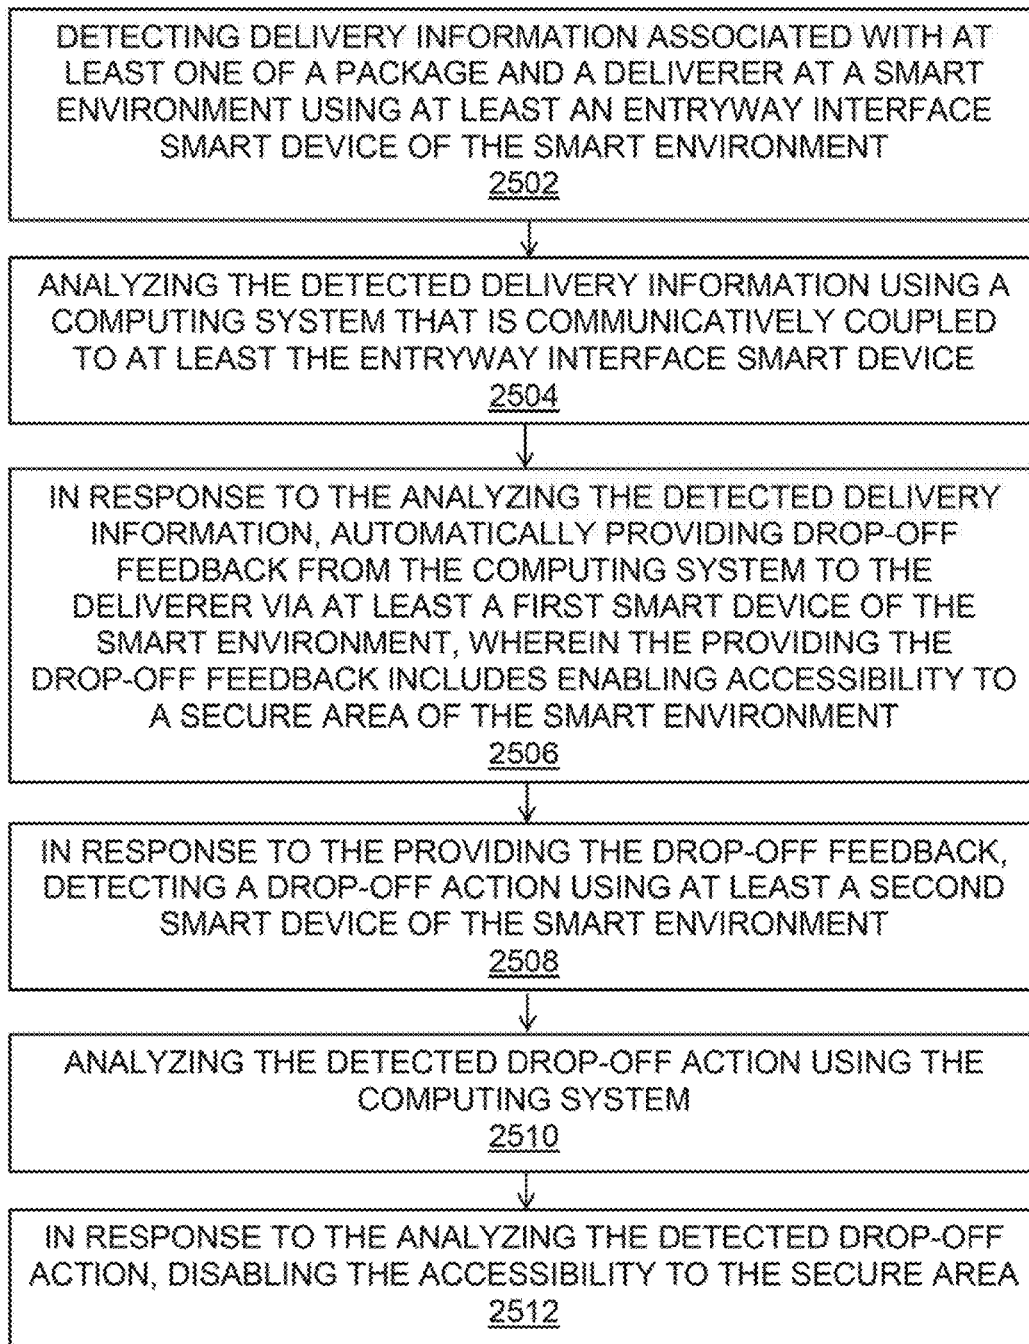 DETECTING DELIVERY INFORMATION ASSOCIATED WITH AT
LEAST ONE OF A PACKAGE AND A DELIVERER AT A SMART
ENVIRONMENT USING AT LEAST AN ENTRYWAY INTERFACE
SMART DEVICE OF THE SMART ENVIRONMENT
2502
ANALYZING THE DETECTED DELIVERY INFORMATION USING A
COMPUTING SYSTEM THAT IS COMMUNICATIVELY COUPLED
TO AT LEAST THE ENTRYWAY INTERFACE SMART DEVICE
2504
IN RESPONSE TO THE ANALYZING THE DETECTED DELIVERY
INFORMATION, AUTOMATICALLY PROVIDING DROP-OFF
FEEDBACK FROM THE COMPUTING SYSTEM TO THE
DELIVERER VIA AT LEAST A FIRST SMART DEVICE OF THE
SMART ENVIRONMENT, WHEREIN THE PROVIDING THE
DROP-OFF FEEDBACK INCLUDES ENABLING ACCESSIBILITY TO
A SECURE AREA OF THE SMART ENVIRONMENT
2506
IN RESPONSE TO THE PROVIDING THE DROP-OFF FEEDBACK,
DETECTING A DROP-OFF ACTION USING AT LEAST A SECOND
SMART DEVICE OF THE SMART ENVIRONMENT
2508
ANALYZING THE DETECTED DROP-OFF ACTION USING THE
COMPUTING SYSTEM
2510
IN RESPONSE TO THE ANALYZING THE DETECTED DROP-OFF
ACTION, DISABLING THE ACCESSIBILITY TO THE SECURE AREA
2512